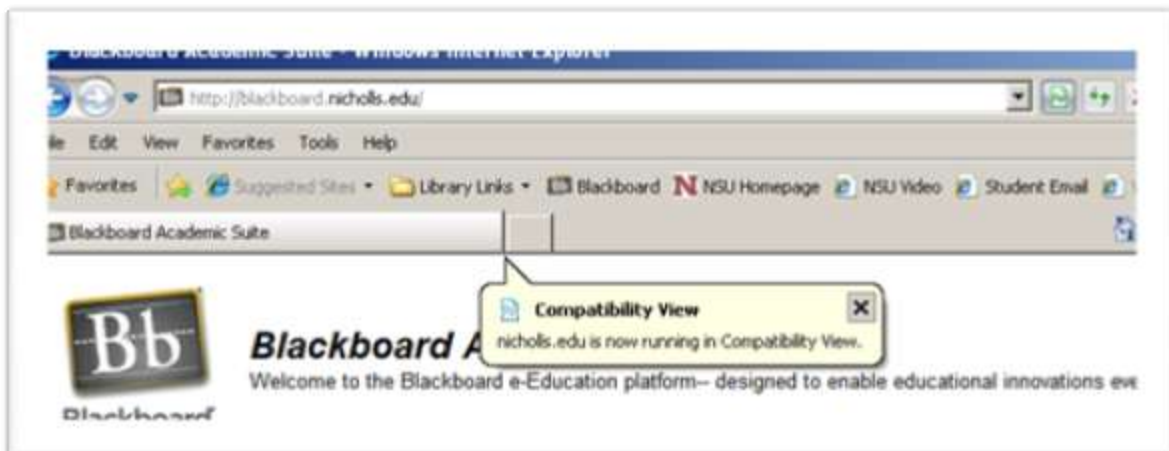 Blackboard Academic Suite - Windows Internet Explorer
http://blackboard.nicholls.edu/
Edit View Favorites Tools Help
Favorites Suggested Sites Library Links Blackboard N NSU Homepage NSU Video Student Email
Blackboard Academic Suite
Compatibility View
nicholls.edu is now running in Compatibility View.
Bb
Blackboard A
Welcome to the Blackboard e-Education platform-- designed to enable educational innovations eve
Blackboard